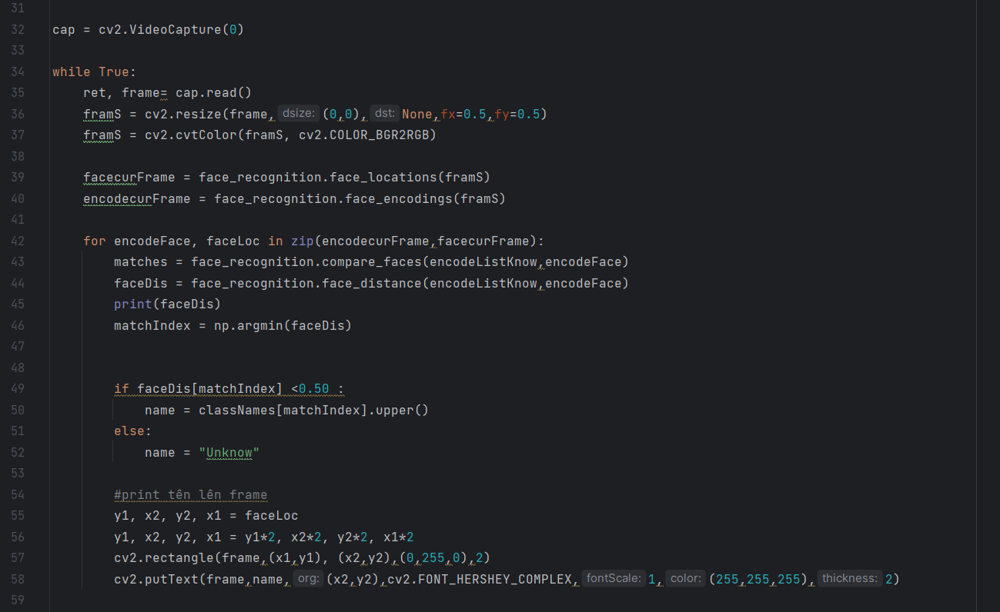 31
32 cap = cv2.VideoCapture(0)
33
34 while True:
35     ret, frame= cap.read()
36     framS = cv2.resize(frame, dsize: (0,0), dst: None,fx=0.5,fy=0.5)
37     framS = cv2.cvtColor(framS, cv2.COLOR_BGR2RGB)
38
39     facecurFrame = face_recognition.face_locations(framS)
40     encodecurFrame = face_recognition.face_encodings(framS)
41
42     for encodeFace, faceLoc in zip(encodecurFrame,facecurFrame):
43         matches = face_recognition.compare_faces(encodeListKnow,encodeFace)
44         faceDis = face_recognition.face_distance(encodeListKnow,encodeFace)
45         print(faceDis)
46         matchIndex = np.argmin(faceDis)
47
48
49         if faceDis[matchIndex] <0.50 :
50             name = classNames[matchIndex].upper()
51         else:
52             name = "Unknow"
53
54         #print tên lên frame
55         y1, x2, y2, x1 = faceLoc
56         y1, x2, y2, x1 = y1*2, x2*2, y2*2, x1*2
57         cv2.rectangle(frame,(x1,y1), (x2,y2),(0,255,0),2)
58         cv2.putText(frame,name, org: (x2,y2),cv2.FONT_HERSHEY_COMPLEX, fontScale: 1, color: (255,255,255), thickness: 2)
59